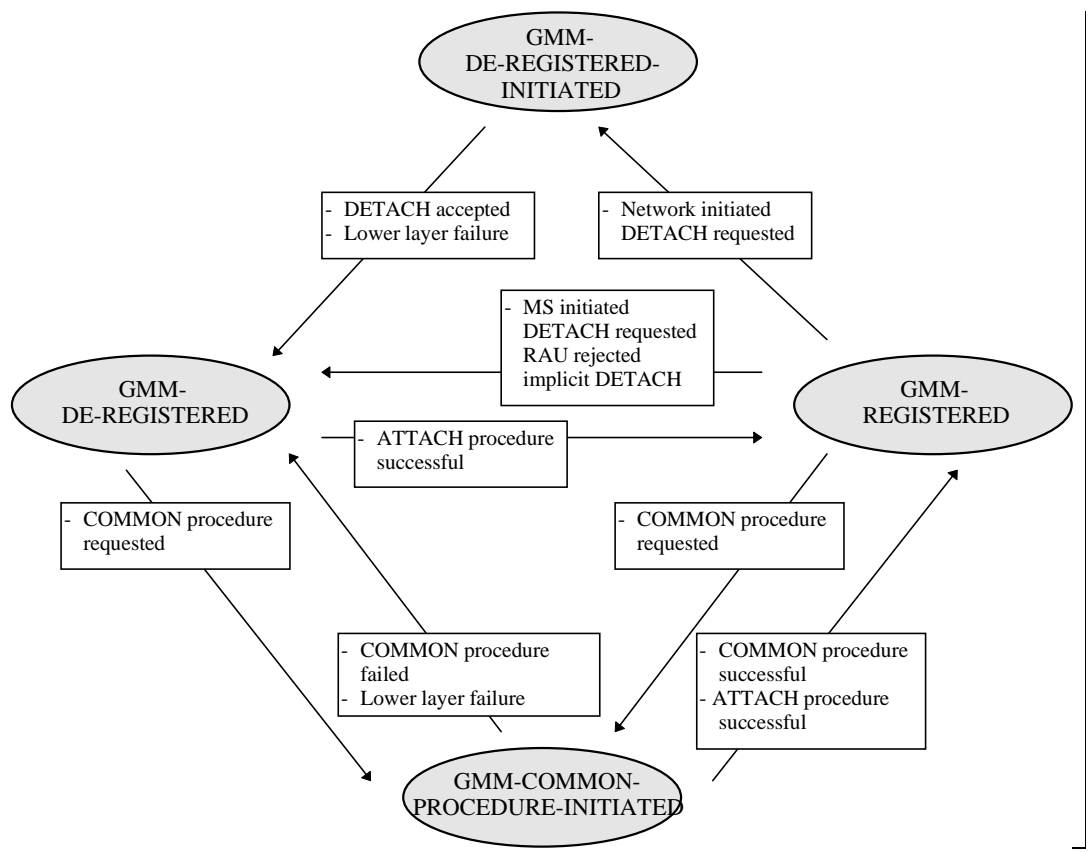 GMM-
DE-REGISTERED-
INITIATED
- DETACH accepted
- Lower layer failure
- Network initiated
DETACH requested
- MS initiated
DETACH requested
RAU rejected
implicit DETACH
GMM-
DE-REGISTERED
GMM-
REGISTERED
- ATTACH procedure
successful
- COMMON procedure
requested
- COMMON procedure
requested
- COMMON procedure
failed
- Lower layer failure
- COMMON procedure
successful
- ATTACH procedure
successful
GMM-COMMON-
PROCEDURE-INITIATED